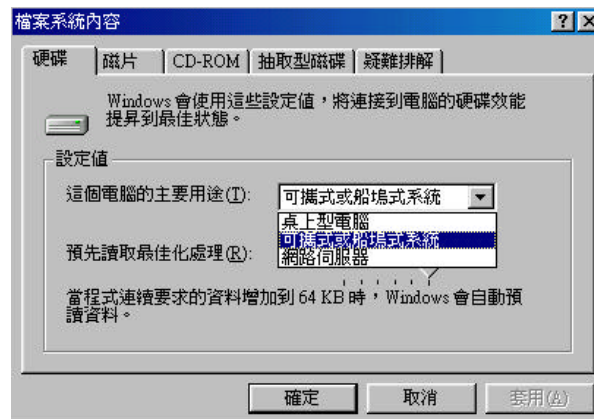 檔案系統內容
硬碟 磁片 CD-ROM 抽取型磁碟 疑難排解
Windows 會使用這些設定值，將連接到電腦的硬碟效能
提昇到最佳狀態。
設定值
這個電腦的主要用途(T): 可攜式或船塢式系統
桌上型電腦
可攜式或船塢式系統
網路伺服器
預先讀取最佳化處理(R):
當程式連續要求的資料增加到 64 KB 時，Windows 會自動預
讀資料。
確定 取消 套用(A)